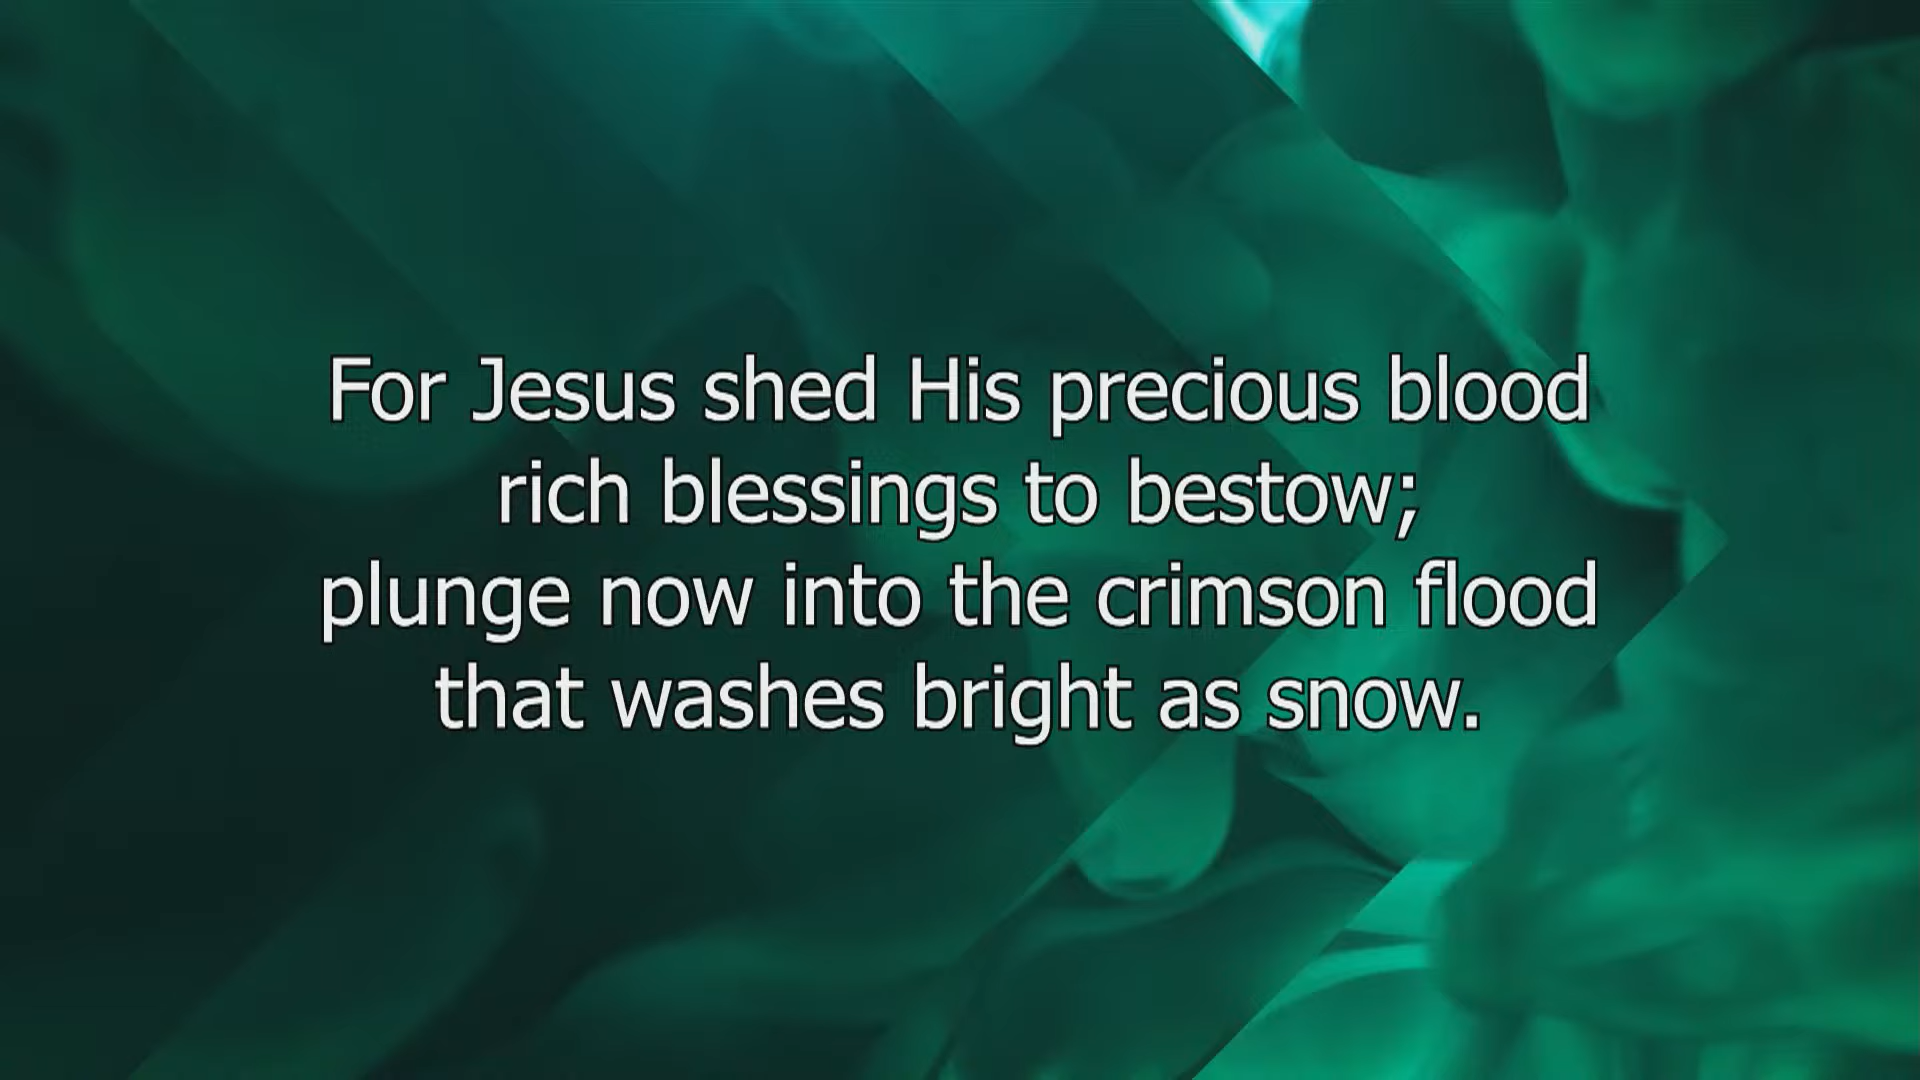 For Jesus shed His precious blood
rich blessings to bestow;
plunge now into the crimson flood
that washes bright as snow.